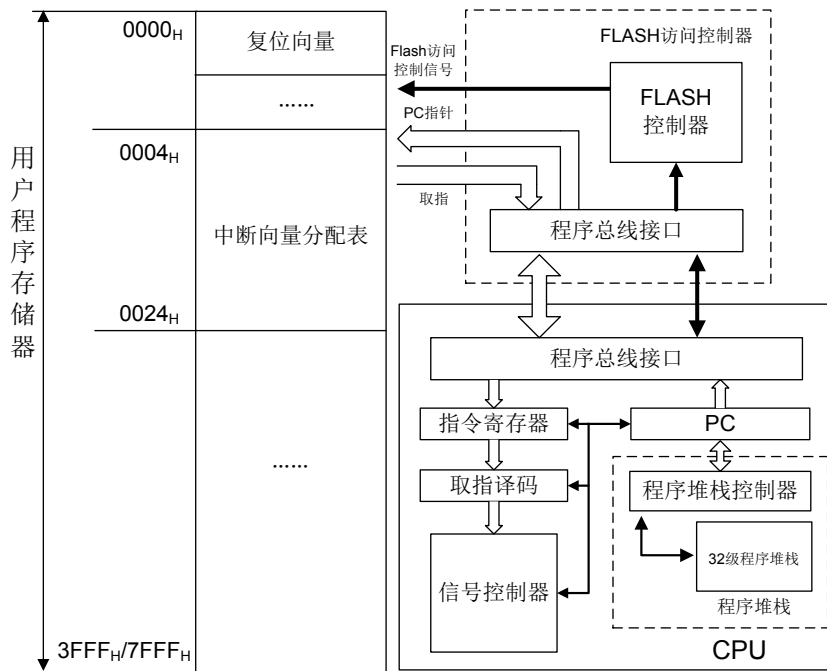 用户程序存储器
0000H
复位向量
……
0004H
中断向量分配表
0024H
……
3FFFH/7FFFH
Flash访问
控制信号
PC指针
取指
FLASH访问控制器
FLASH
控制器
程序总线接口
程序总线接口
指令寄存器
PC
取指译码
程序堆栈控制器
信号控制器
32级程序堆栈
程序堆栈
CPU